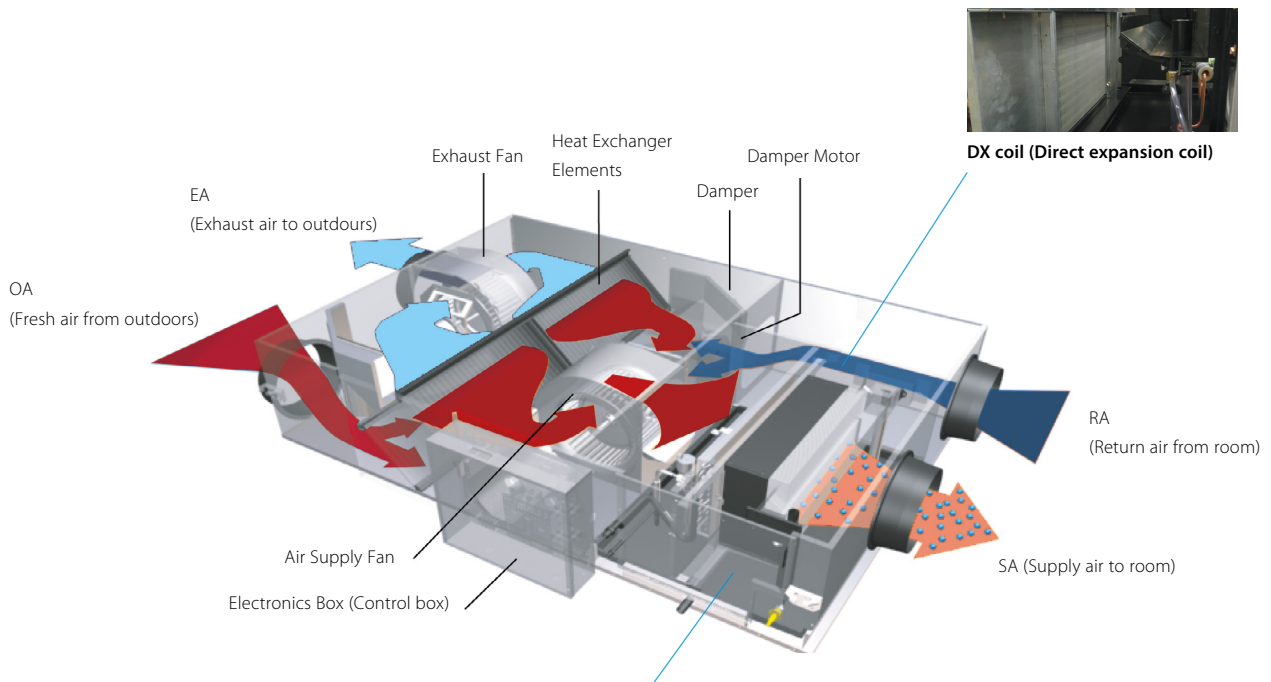 DX coil (Direct expansion coil)
Heat Exchanger
Elements
Exhaust Fan
Damper Motor
Damper
EA
(Exhaust air to outdours)
OA
(Fresh air from outdoors)
RA
(Return air from room)
SA (Supply air to room)
Air Supply Fan
Electronics Box (Control box)